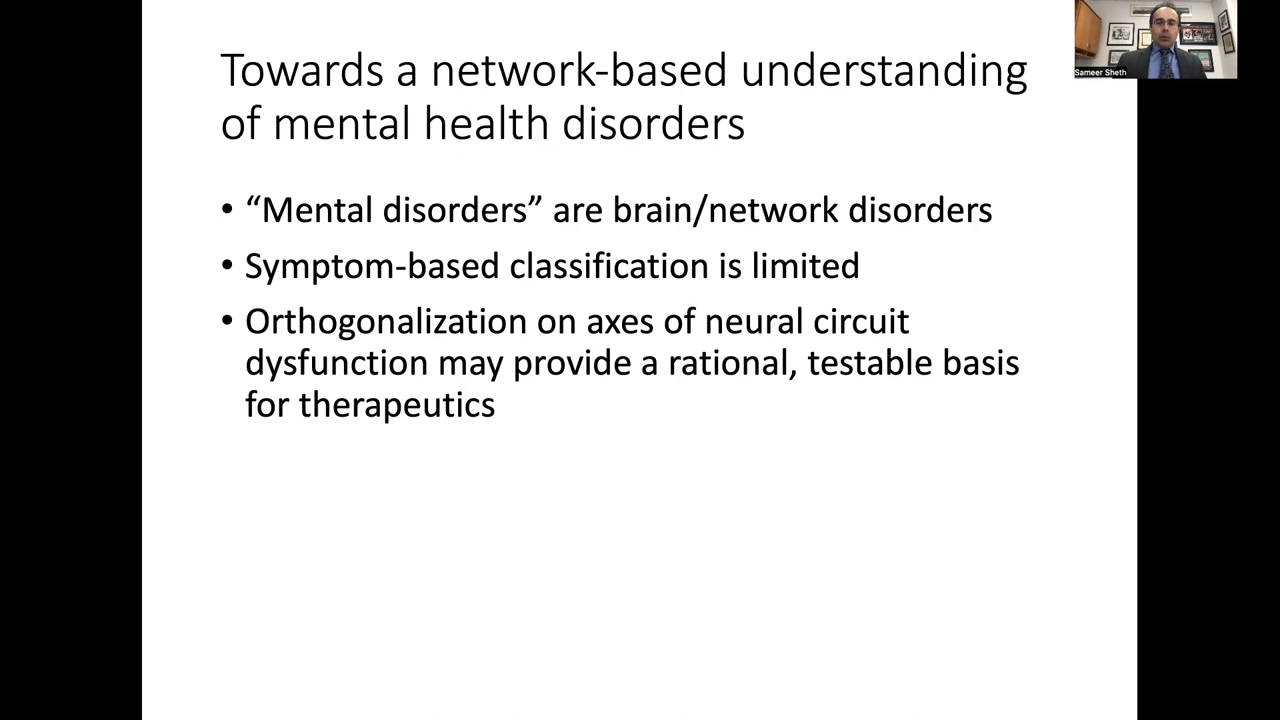 Towards a network-based understanding
of mental health disorders
• “Mental disorders” are brain/network disorders
• Symptom-based classification is limited
• Orthogonalization on axes of neural circuit
dysfunction may provide a rational, testable basis
for therapeutics
Sameer Sheth